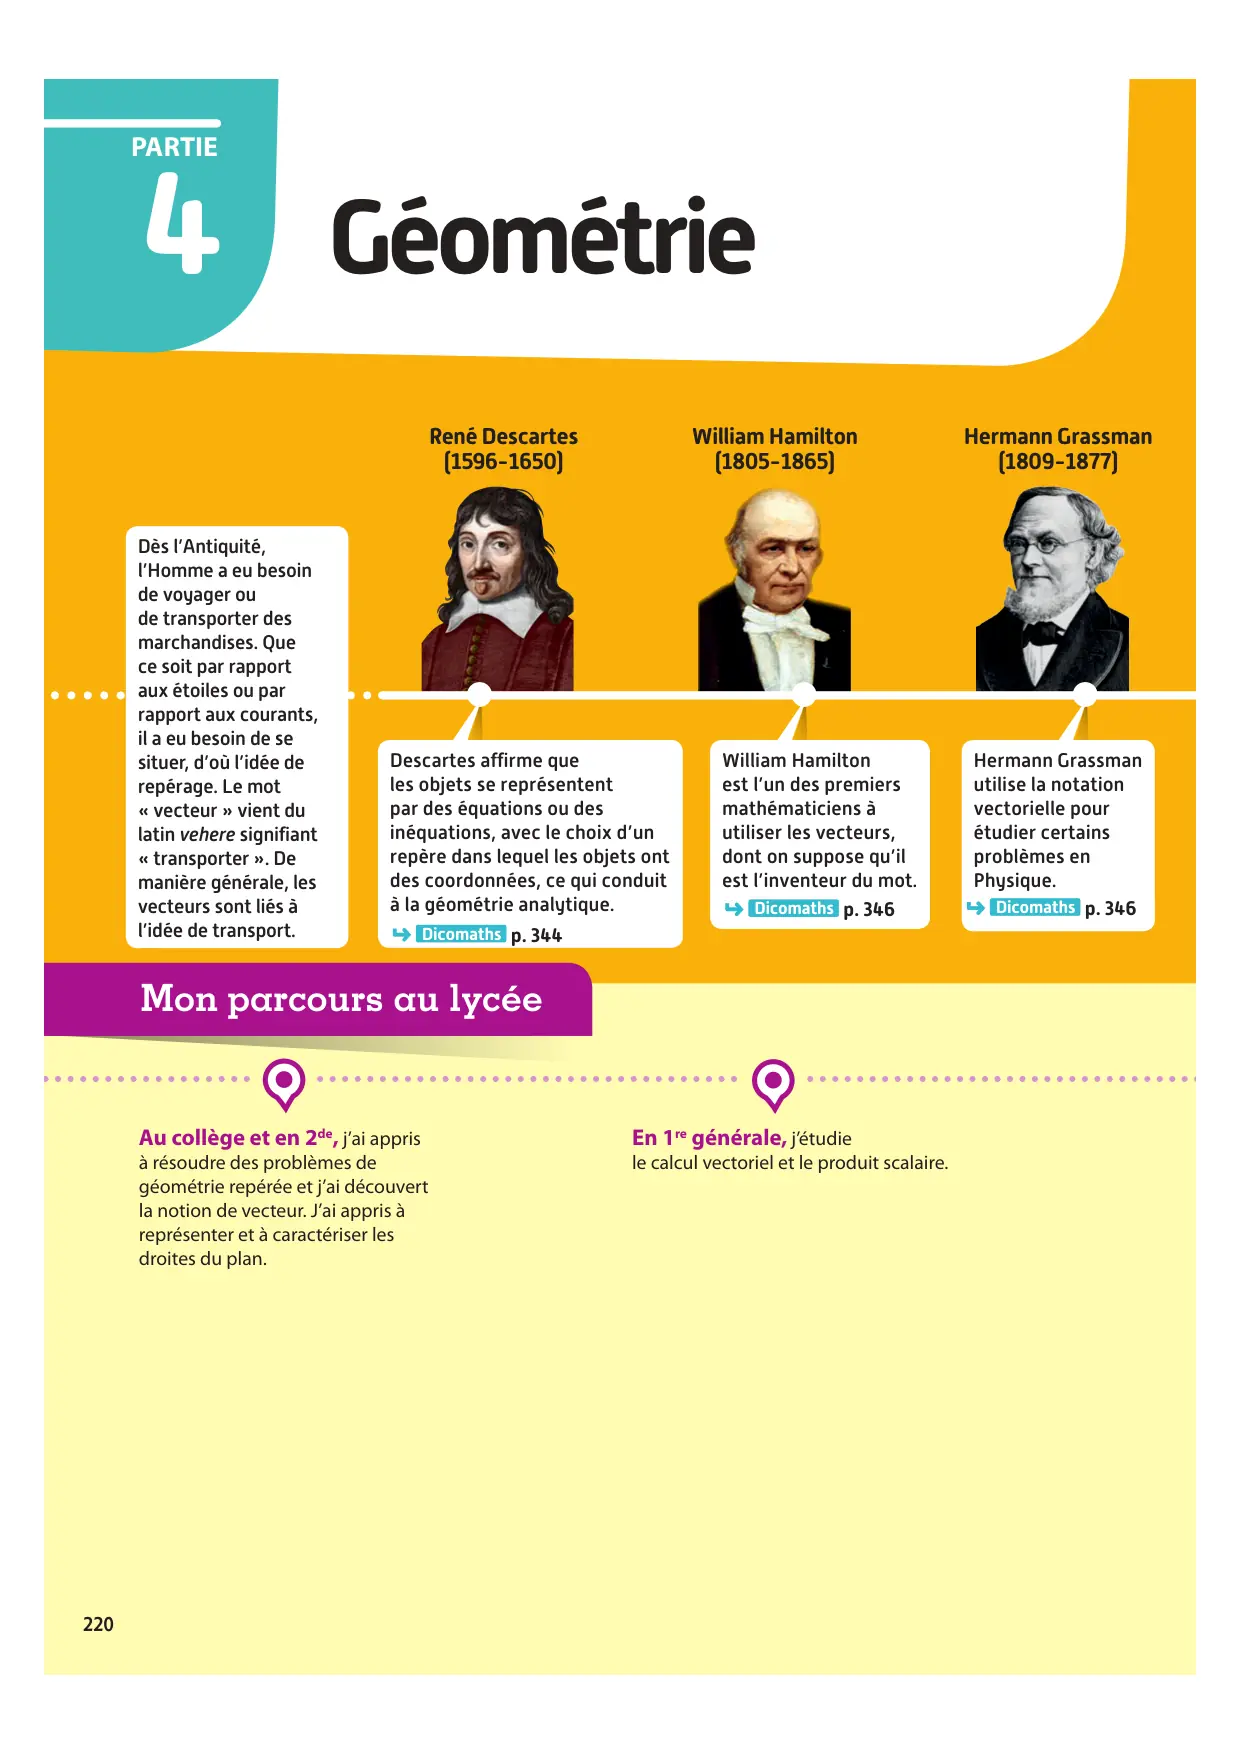 PARTIE
4
Géométrie
René Descartes
(1596-1650)
William Hamilton
(1805-1865)
Hermann Grassman
(1809-1877)
Dès l’Antiquité,
l’Homme a eu besoin
de voyager ou
de transporter des
marchandises. Que
ce soit par rapport
aux étoiles ou par
rapport aux courants,
il a eu besoin de se
situer, d’où l’idée de
repérage. Le mot
« vecteur » vient du
latin vehere signifiant
« transporter ». De
manière générale, les
vecteurs sont liés à
l’idée de transport.
Descartes affirme que
les objets se représentent
par des équations ou des
inéquations, avec le choix d’un
repère dans lequel les objets ont
des coordonnées, ce qui conduit
à la géométrie analytique.
Dicomaths p. 344
William Hamilton
est l’un des premiers
mathématiciens à
utiliser les vecteurs,
dont on suppose qu’il
est l’inventeur du mot.
Dicomaths p. 346
Hermann Grassman
utilise la notation
vectorielle pour
étudier certains
problèmes en
Physique.
Dicomaths p. 346
Mon parcours au lycée
Au collège et en 2de, j’ai appris
à résoudre des problèmes de
géométrie repérée et j’ai découvert
la notion de vecteur. J’ai appris à
représenter et à caractériser les
droites du plan.
En 1re générale, j’étudie
le calcul vectoriel et le produit scalaire.
220